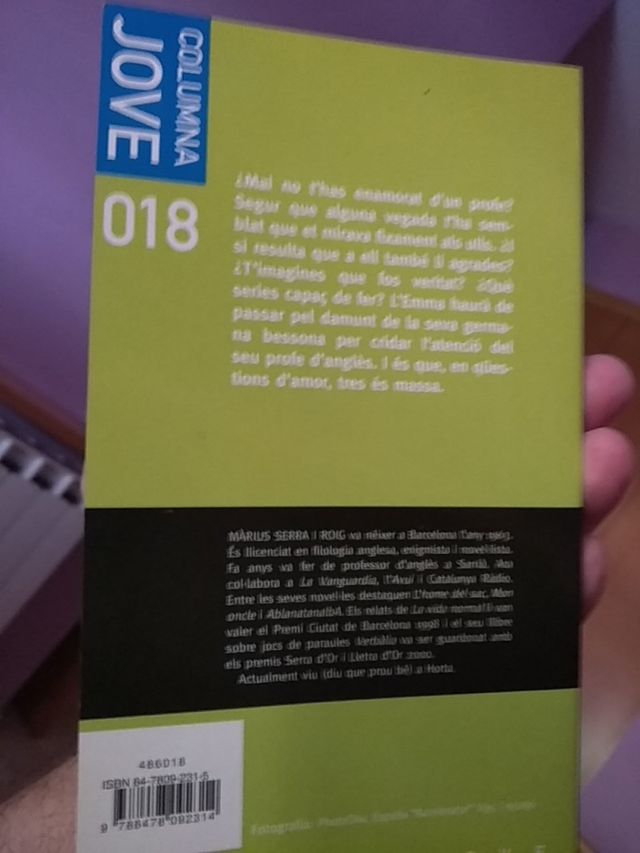 COLUMNA
JOVE
018
¿Mai no t'has enamorat d'un profe?
Segur que alguna vegada t'ha sem-
blat que et mirava fixament als ulls. ¿I
si resulta que a ell també li agrades?
¿T'imagines que fos veritat? ¿Què
series capaç de fer? L'Emma haurà de
passar pel damunt de la seva germa-
na bessona per cridar l'atenció del
seu profe d'anglès. I és que, en qües-
tions d'amor, tres és massa.
MÀRIUS SERRA I ROIG va néixer a Barcelona l'any 1963.
És llicenciat en filologia anglesa, enigmista i novel·lista.
Fa anys va fer de professor d'anglès a Sarrià. Ara
col·labora a La Vanguardia, l'Avui i Catalunya Ràdio.
Entre les seves novel·les destaquen L'home del sac, Mon
oncle i AblanatanalbA. Els relats de La vida normal li van
valer el Premi Ciutat de Barcelona 1998 i el seu llibre
sobre jocs de paraules Verbàlia va ser guardonat amb
els premis Serra d'Or i Lletra d'Or 2000.
Actualment viu (diu que prou bé) a Horta.
486018
ISBN 84-7809-231-6
9 788478 092314
Fotografia: PhotoDisc España